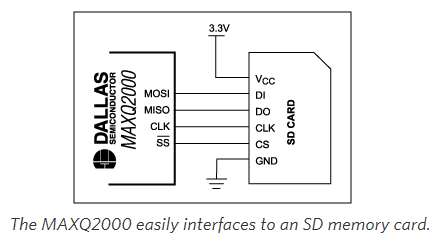 3.3V
DALLAS
SEMICONDUCTOR
MAXQ2000
MOSI
MISO
CLK
SS
VCC
DI
DO
CLK
CS
GND
SD CARD
The MAXQ2000 easily interfaces to an SD memory card.